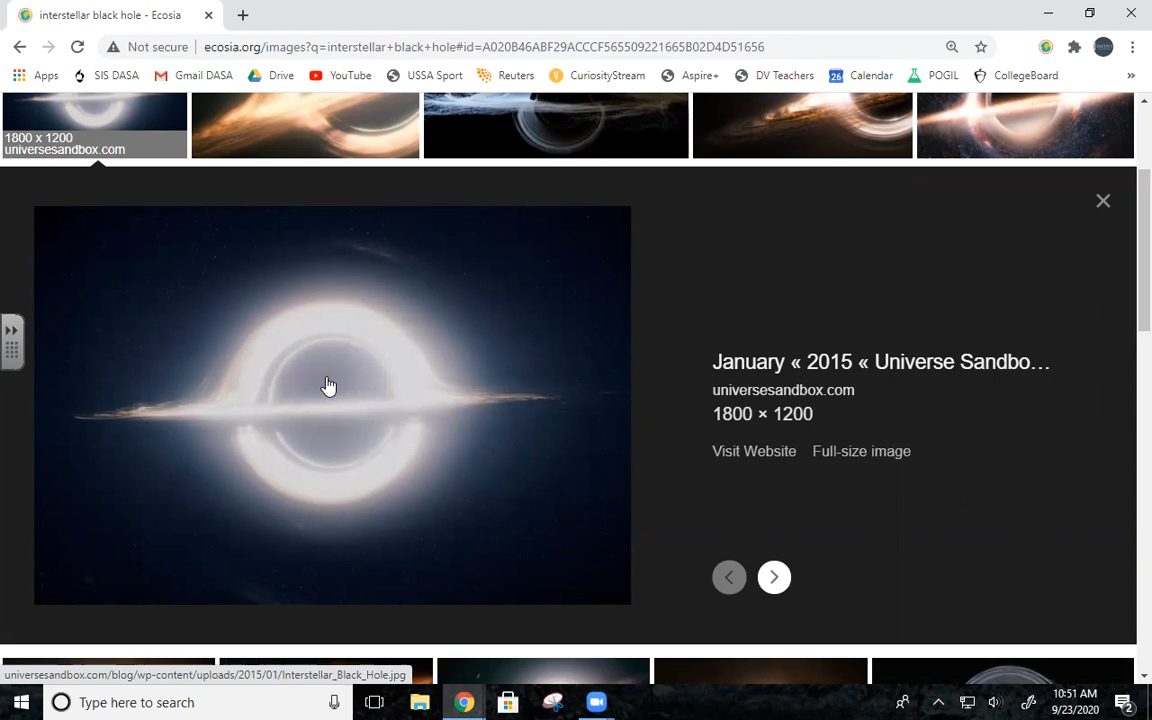 interstellar black hole - Ecosia
Not secure ecosia.org/images?q=interstellar+black+hole#id=A020B46ABF29ACCCF565509221665B02D4D51656
Apps SIS DASA Gmail DASA Drive YouTube USSA Sport Reuters CuriosityStream Aspire+ DV Teachers 26 Calendar POGIL CollegeBoard »
1800 x 1200
universesandbox.com
January « 2015 « Universe Sandbo...
universesandbox.com
1800 × 1200
Visit Website Full-size image
universesandbox.com/blog/wp-content/uploads/2015/01/Interstellar_Black_Hole.jpg
Type here to search
10:51 AM
9/23/2020
2